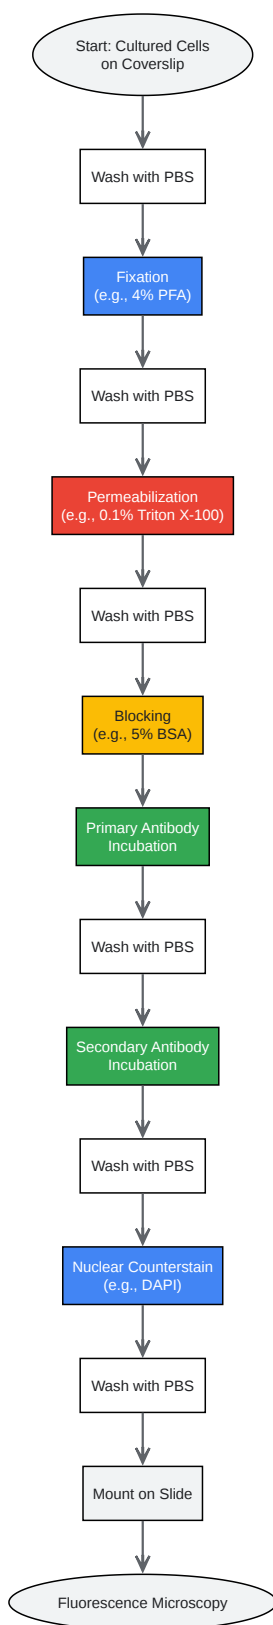 Start: Cultured Cells
on Coverslip
Wash with PBS
Fixation
(e.g., 4% PFA)
Wash with PBS
Permeabilization
(e.g., 0.1% Triton X-100)
Wash with PBS
Blocking
(e.g., 5% BSA)
Primary Antibody
Incubation
Wash with PBS
Secondary Antibody
Incubation
Wash with PBS
Nuclear Counterstain
(e.g., DAPI)
Wash with PBS
Mount on Slide
Fluorescence Microscopy